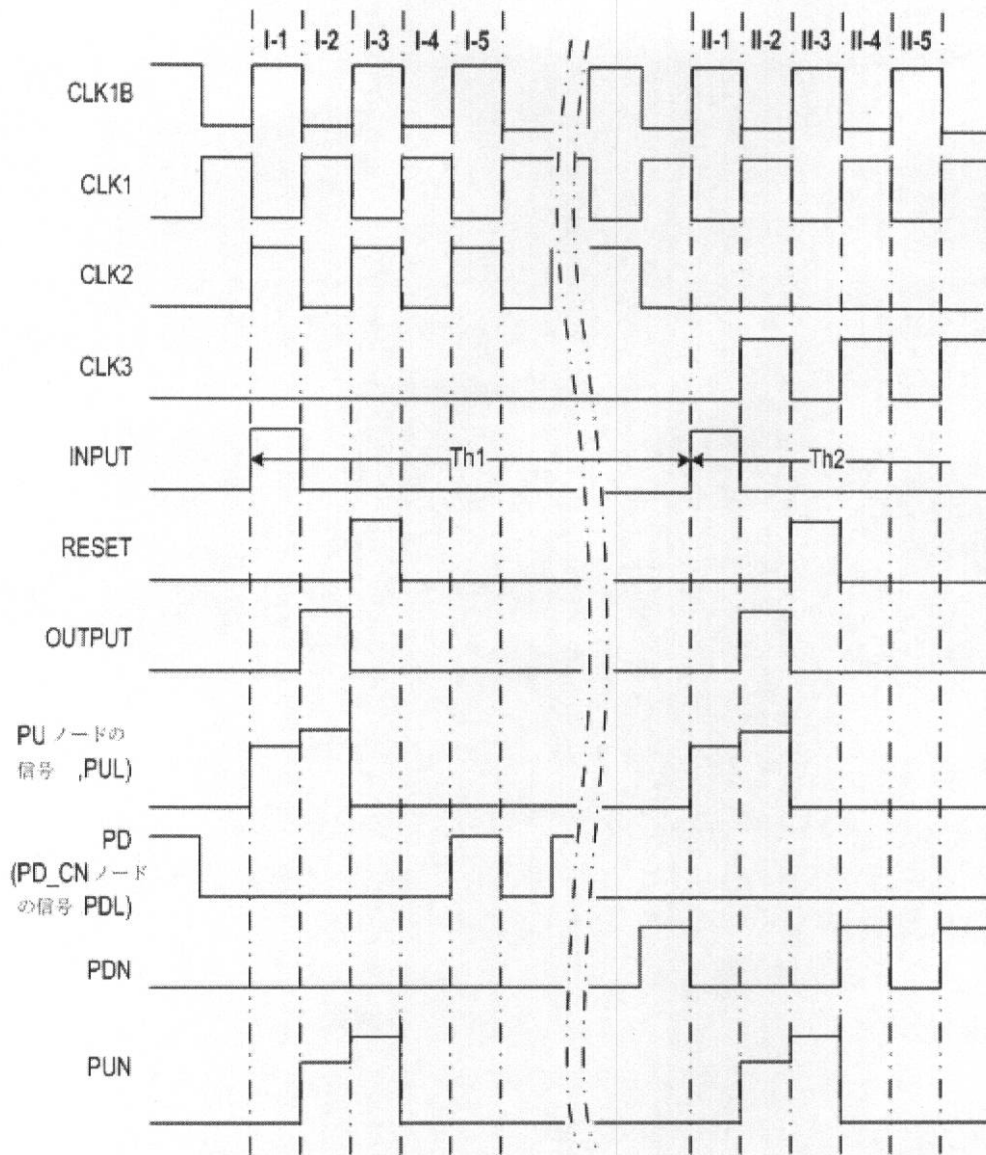 I-1 I-2 I-3 I-4 I-5 II-1 II-2 II-3 II-4 II-5
CLK1B
CLK1
CLK2
CLK3
INPUT
Th1 Th2
RESET
OUTPUT
PU ノードの
信号 ,PUL)
PD
(PD_CN ノード
の信号 PDL)
PDN
PUN